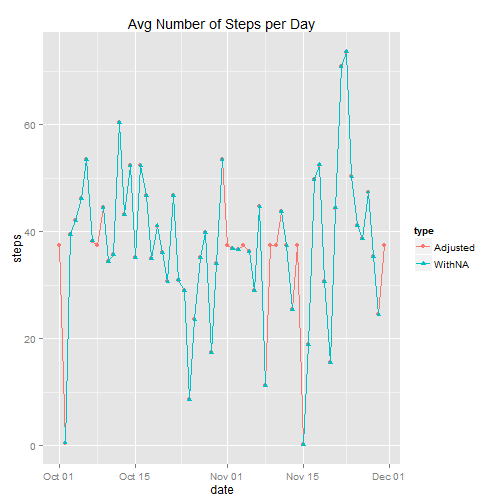 Avg Number of Steps per Day
60
40
20
0
steps
Oct 01
Oct 15
Nov 01
Nov 15
Dec 01
date
type
Adjusted
WithNA